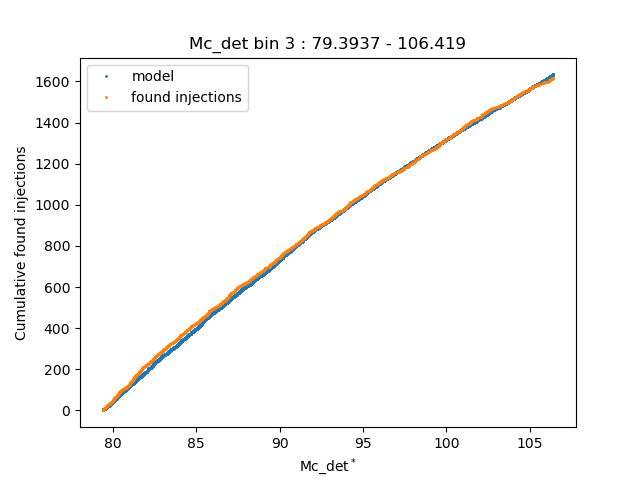 Mc_det bin 3 : 79.3937 - 106.419
model
found injections
1600
1400
1200
1000
800
600
400
200
0
Cumulative found injections
80 85 90 95 100 105
Mc_det*